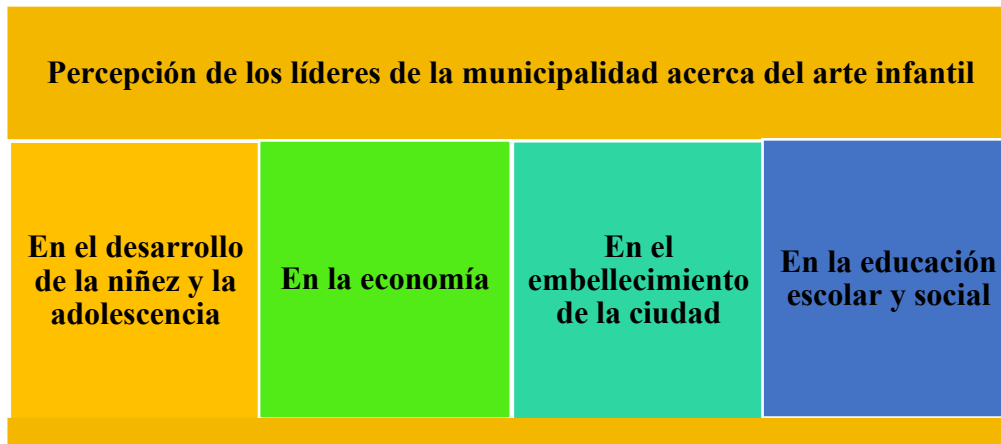 Percepción de los líderes de la municipalidad acerca del arte infantil
En el desarrollo
de la niñez y la
adolescencia
En la economía
En el
embellecimiento
de la ciudad
En la educación
escolar y social